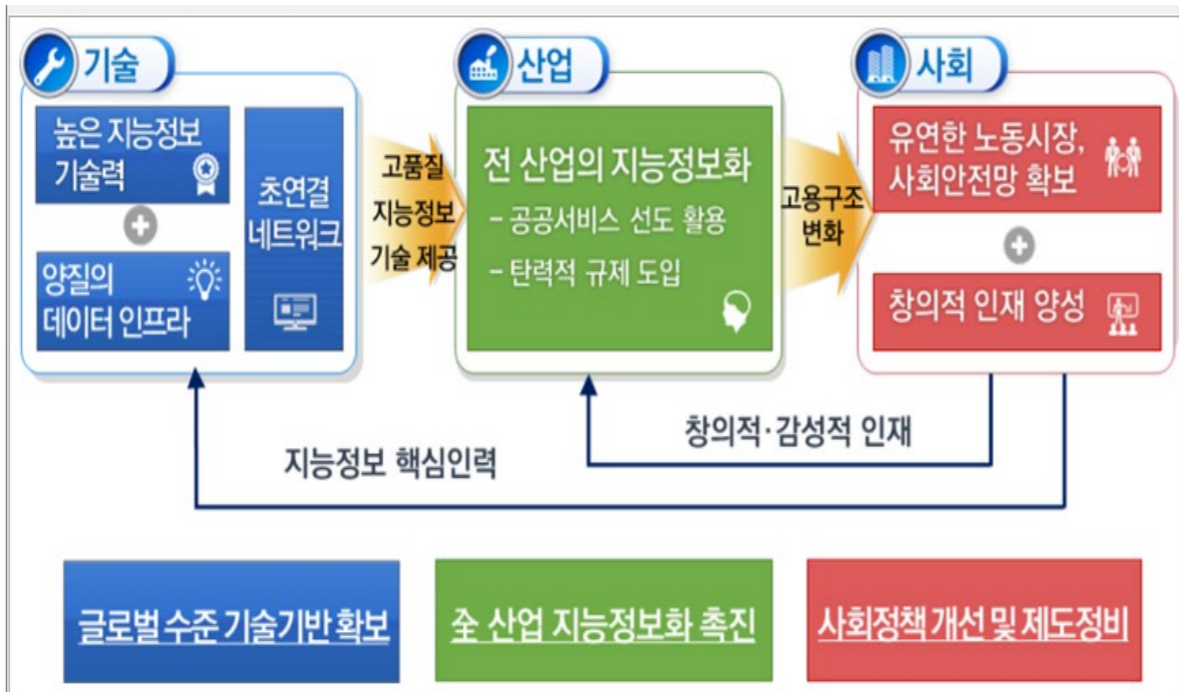 기술
높은 지능정보
기술력
양질의
데이터 인프라
초연결
네트워크
고품질
지능정보
기술 제공
산업
전 산업의 지능정보화
- 공공서비스 선도 활용
- 탄력적 규제 도입
고용구조
변화
사회
유연한 노동시장,
사회안전망 확보
창의적 인재 양성
창의적·감성적 인재
지능정보 핵심인력
글로벌 수준 기술기반 확보
全 산업 지능정보화 촉진
사회정책 개선 및 제도정비